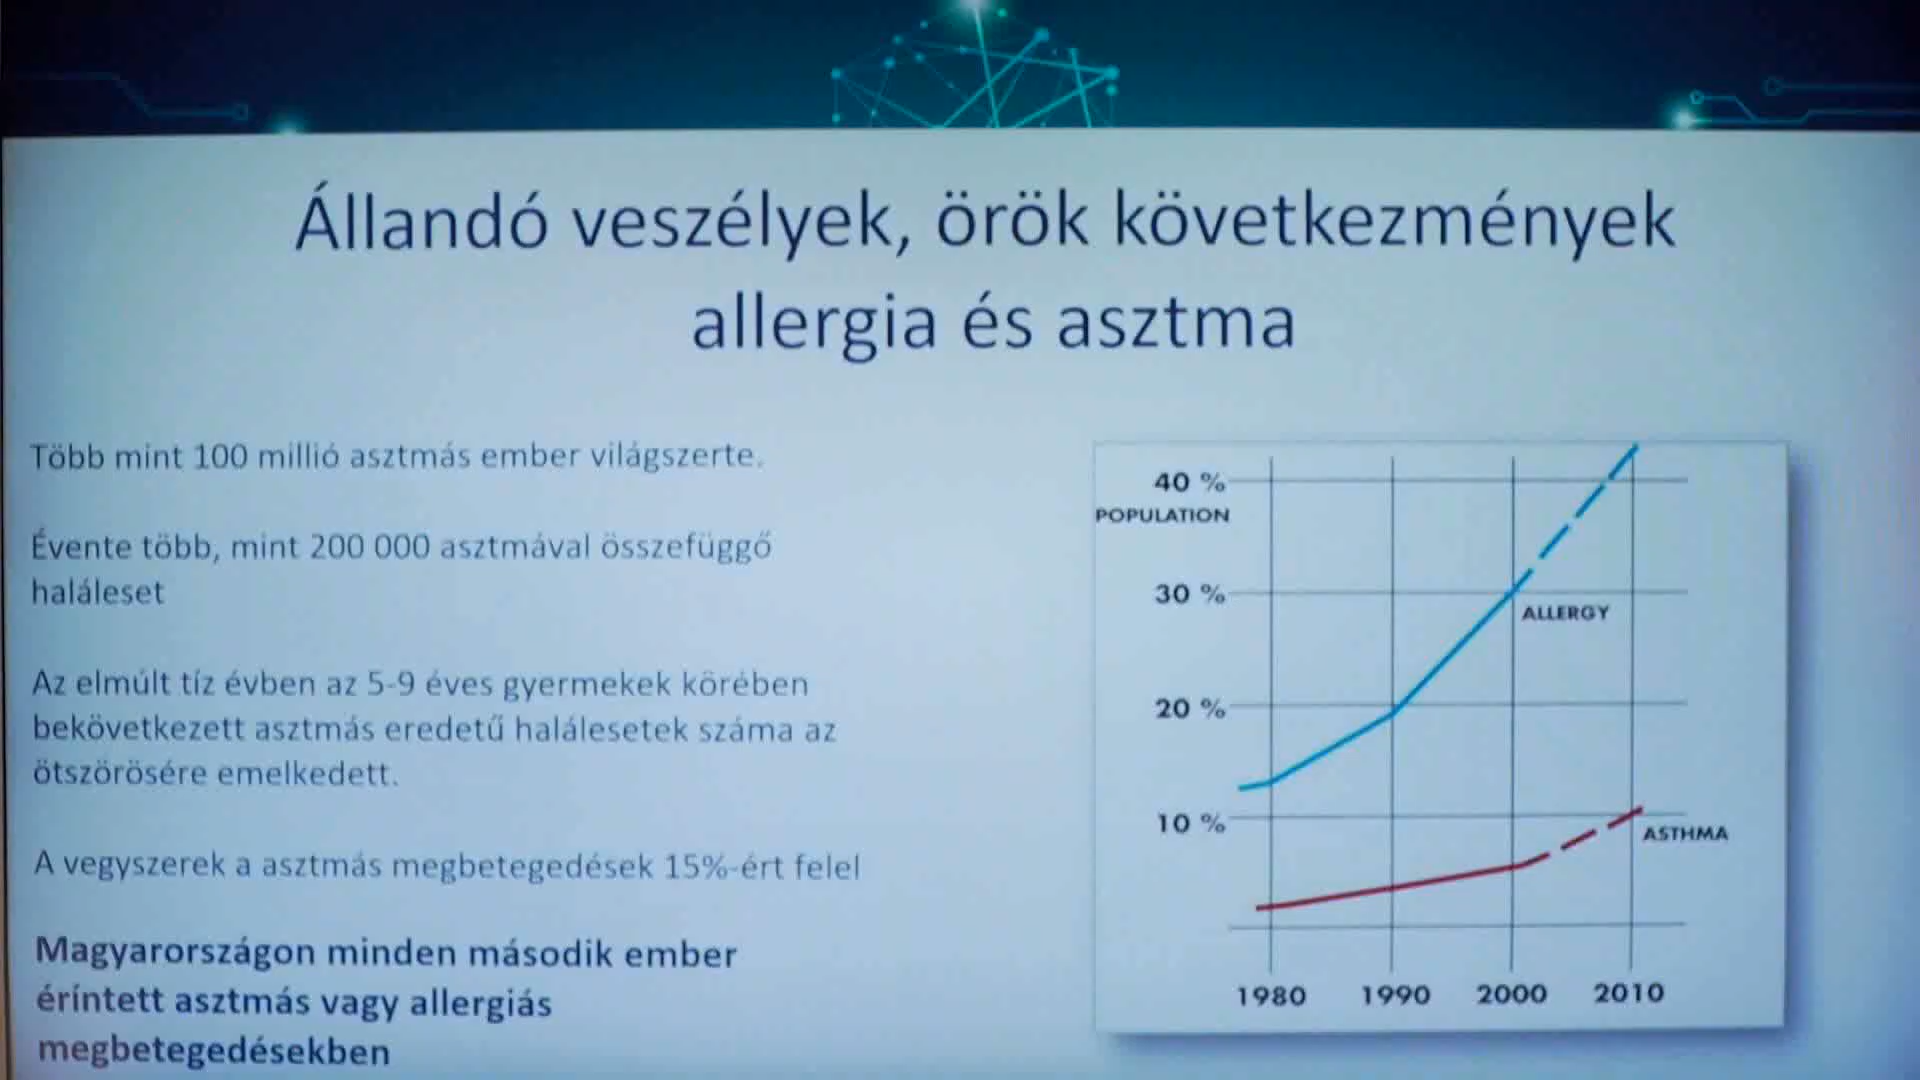 Állandó veszélyek, örök következmények
allergia és asztma
Több mint 100 millió asztmás ember világszerte.
Évente több, mint 200 000 asztmával összefüggő
haláleset
Az elmúlt tíz évben az 5-9 éves gyermekek körében
bekövetkezett asztmás eredetű halálesetek száma az
ötszörösére emelkedett.
A vegyszerek a asztmás megbetegedések 15%-ért felel
Magyarországon minden második ember
éríntett asztmás vagy allergiás
megbetegedésekben
40 %
POPULATION
30 %
ALLERGY
20 %
10 %
ASTHMA
1980 1990 2000 2010